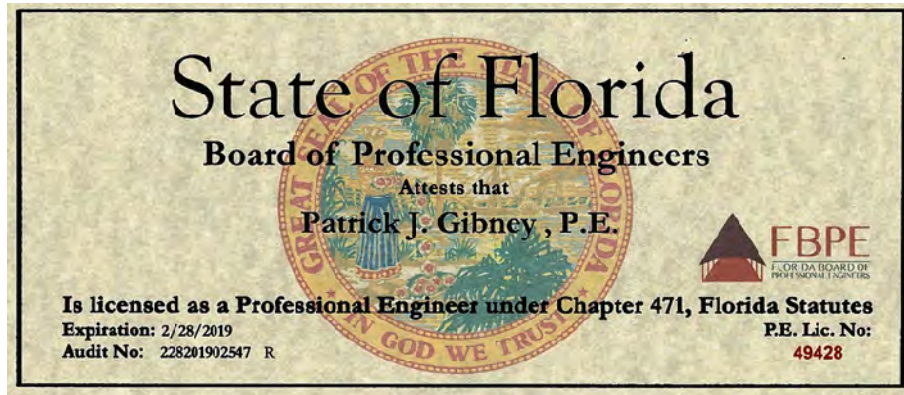 State of Florida
Board of Professional Engineers
Attests that
Patrick J. Gibney , P.E.
GREAT SEAL OF THE STATE OF FLORIDA
IN GOD WE TRUST
FBPE
FLORIDA BOARD OF
PROFESSIONAL ENGINEERS
Is licensed as a Professional Engineer under Chapter 471, Florida Statutes
Expiration: 2/28/2019
P.E. Lic. No:
Audit No: 228201902547 R
49428